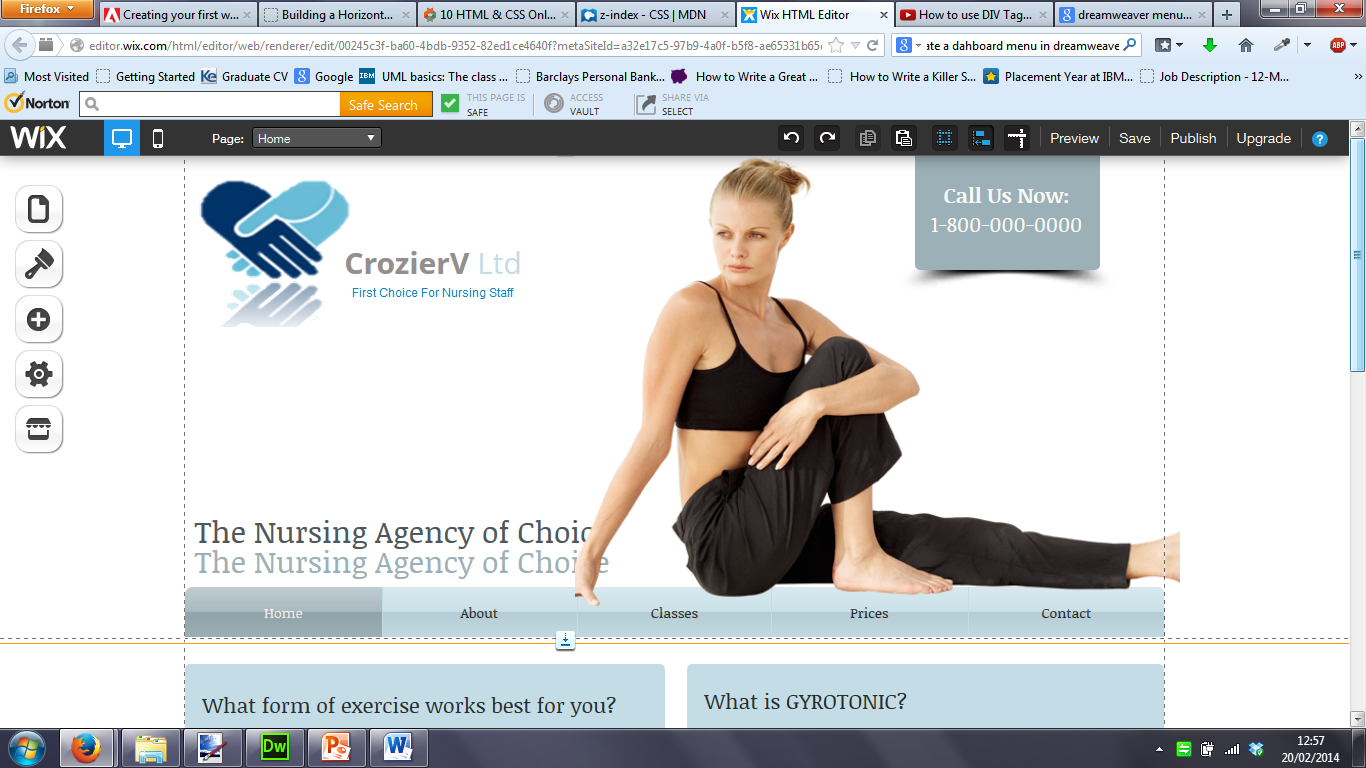 Firefox
Creating your first w...
Building a Horizont...
10 HTML & CSS Onl...
z-index - CSS | MDN
Wix HTML Editor
How to use DIV Tag...
dreamweaver menu...
editor.wix.com/html/editor/web/renderer/edit/00245c3f-ba60-4bdb-9352-82ed1ce4640f?metaSiteId=a32e17c5-97b9-4a0f-b5f8-ae65331b65
ate a dahboard menu in dreamweave
ABP
Most Visited
Getting Started
Ke Graduate CV
Google
IBM UML basics: The class ...
Barclays Personal Bank...
How to Write a Great ...
How to Write a Killer S...
Placement Year at IBM...
Job Description - 12-M...
Norton
Safe Search
THIS PAGE IS
SAFE
ACCESS
VAULT
SHARE VIA
SELECT
WiX
Page: Home
Preview
Save
Publish
Upgrade
?
Call Us Now:
1-800-000-0000
CrozierV Ltd
First Choice For Nursing Staff
The Nursing Agency of Choic
The Nursing Agency of Choice
Home
About
Classes
Prices
Contact
What form of exercise works best for you?
What is GYROTONIC?
Dw
P
W
12:57
20/02/2014